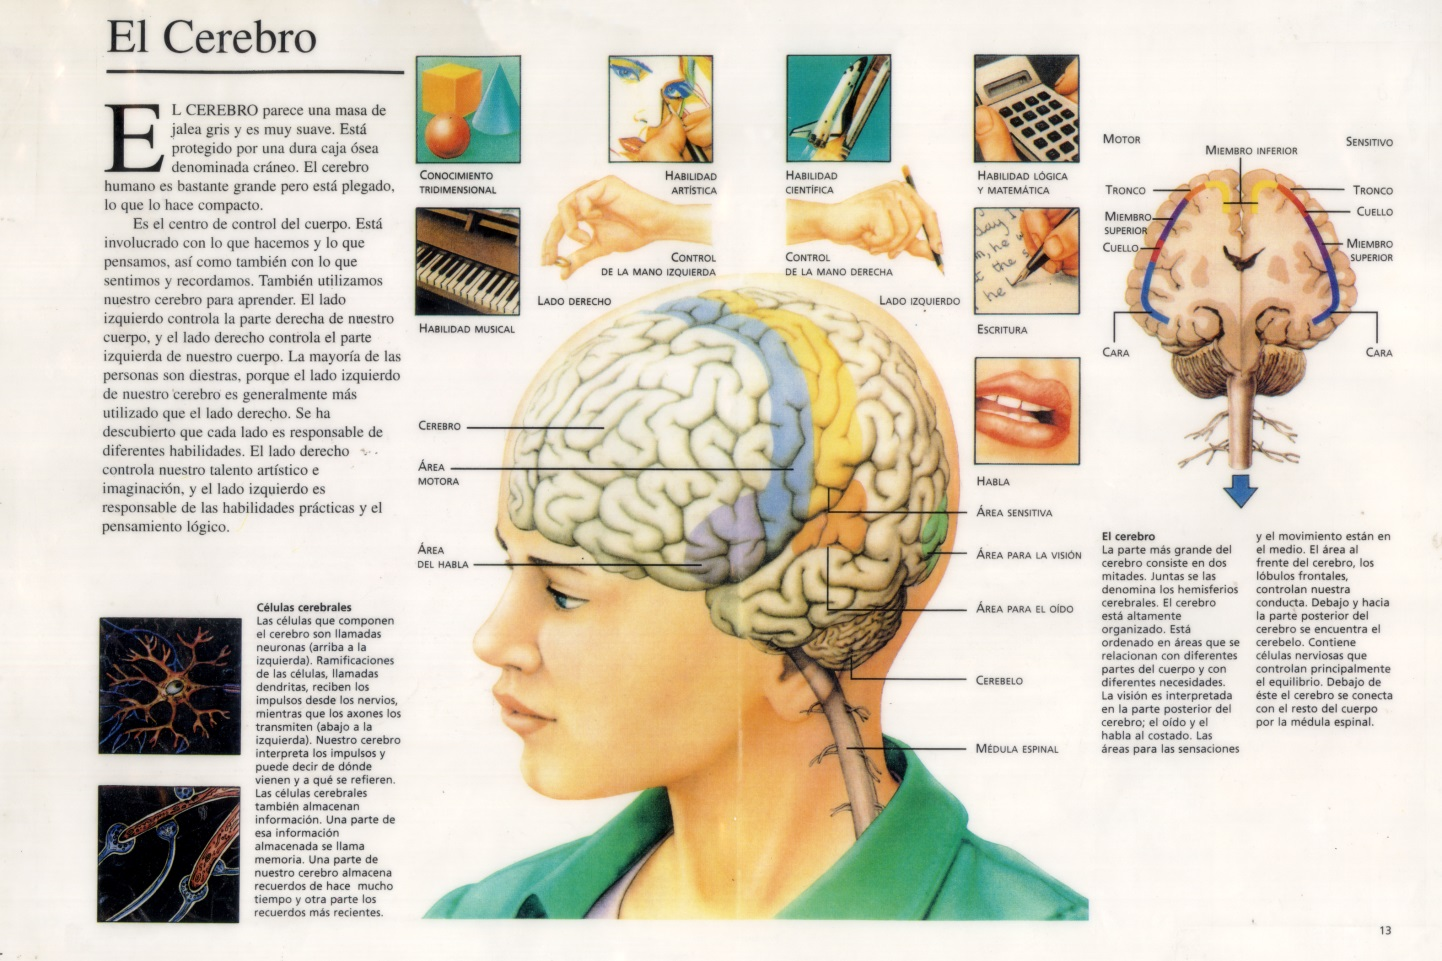 El Cerebro
EL CEREBRO parece una masa de
jalea gris y es muy suave. Está
protegido por una dura caja ósea
denominada cráneo. El cerebro
humano es bastante grande pero está plegado,
lo que lo hace compacto.
Es el centro de control del cuerpo. Está
involucrado con lo que hacemos y lo que
pensamos, así como también con lo que
sentimos y recordamos. También utilizamos
nuestro cerebro para aprender. El lado
izquierdo controla la parte derecha de nuestro
cuerpo, y el lado derecho controla el parte
izquierda de nuestro cuerpo. La mayoría de las
personas son diestras, porque el lado izquierdo
de nuestro cerebro es generalmente más
utilizado que el lado derecho. Se ha
descubierto que cada lado es responsable de
diferentes habilidades. El lado derecho
controla nuestro talento artístico e
imaginación, y el lado izquierdo es
responsable de las habilidades prácticas y el
pensamiento lógico.
Células cerebrales
Las células que componen
el cerebro son llamadas
neuronas (arriba a la
izquierda). Ramificaciones
de las células, llamadas
dendritas, reciben los
impulsos desde los nervios,
mientras que los axones los
transmiten (abajo a la
izquierda). Nuestro cerebro
interpreta los impulsos y
puede decir de dónde
vienen y a qué se refieren.
Las células cerebrales
también almacenan
información. Una parte de
esa información
almacenada se llama
memoria. Una parte de
nuestro cerebro almacena
recuerdos de hace mucho
tiempo y otra parte los
recuerdos más recientes.
CONOCIMIENTO
TRIDIMENSIONAL
HABILIDAD
ARTÍSTICA
HABILIDAD
CIENTÍFICA
HABILIDAD LÓGICA
Y MATEMÁTICA
HABILIDAD MUSICAL
CONTROL
DE LA MANO IZQUIERDA
CONTROL
DE LA MANO DERECHA
LADO DERECHO
LADO IZQUIERDO
ESCRITURA
HABLA
CEREBRO
ÁREA
MOTORA
ÁREA
DEL HABLA
ÁREA SENSITIVA
ÁREA PARA LA VISIÓN
ÁREA PARA EL OÍDO
CEREBELO
MÉDULA ESPINAL
MOTOR
SENSITIVO
MIEMBRO INFERIOR
TRONCO
MIEMBRO
SUPERIOR
CUELLO
CARA
TRONCO
CUELLO
MIEMBRO
SUPERIOR
CARA
El cerebro
La parte más grande del
cerebro consiste en dos
mitades. Juntas se las
denomina los hemisferios
cerebrales. El cerebro
está altamente
organizado. Está
ordenado en áreas que se
relacionan con diferentes
partes del cuerpo y con
diferentes necesidades.
La visión es interpretada
en la parte posterior del
cerebro; el oído y el
habla al costado. Las
áreas para las sensaciones
y el movimiento están en
el medio. El área al
frente del cerebro, los
lóbulos frontales,
controlan nuestra
conducta. Debajo y hacia
la parte posterior del
cerebro se encuentra el
cerebelo. Contiene
células nerviosas que
controlan principalmente
el equilibrio. Debajo de
éste el cerebro se conecta
con el resto del cuerpo
por la médula espinal.
13